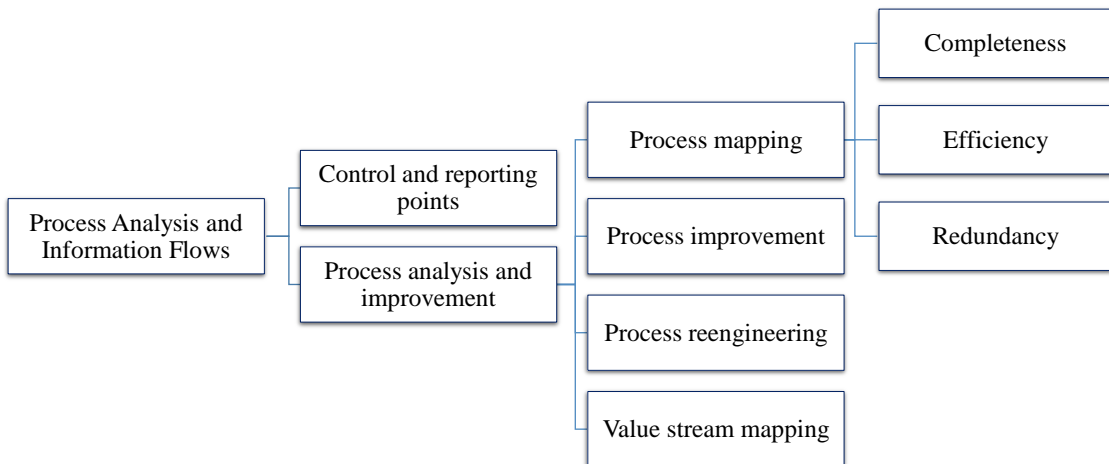 Process Analysis and
Information Flows
Control and reporting
points
Process analysis and
improvement
Process mapping
Process improvement
Process reengineering
Value stream mapping
Completeness
Efficiency
Redundancy